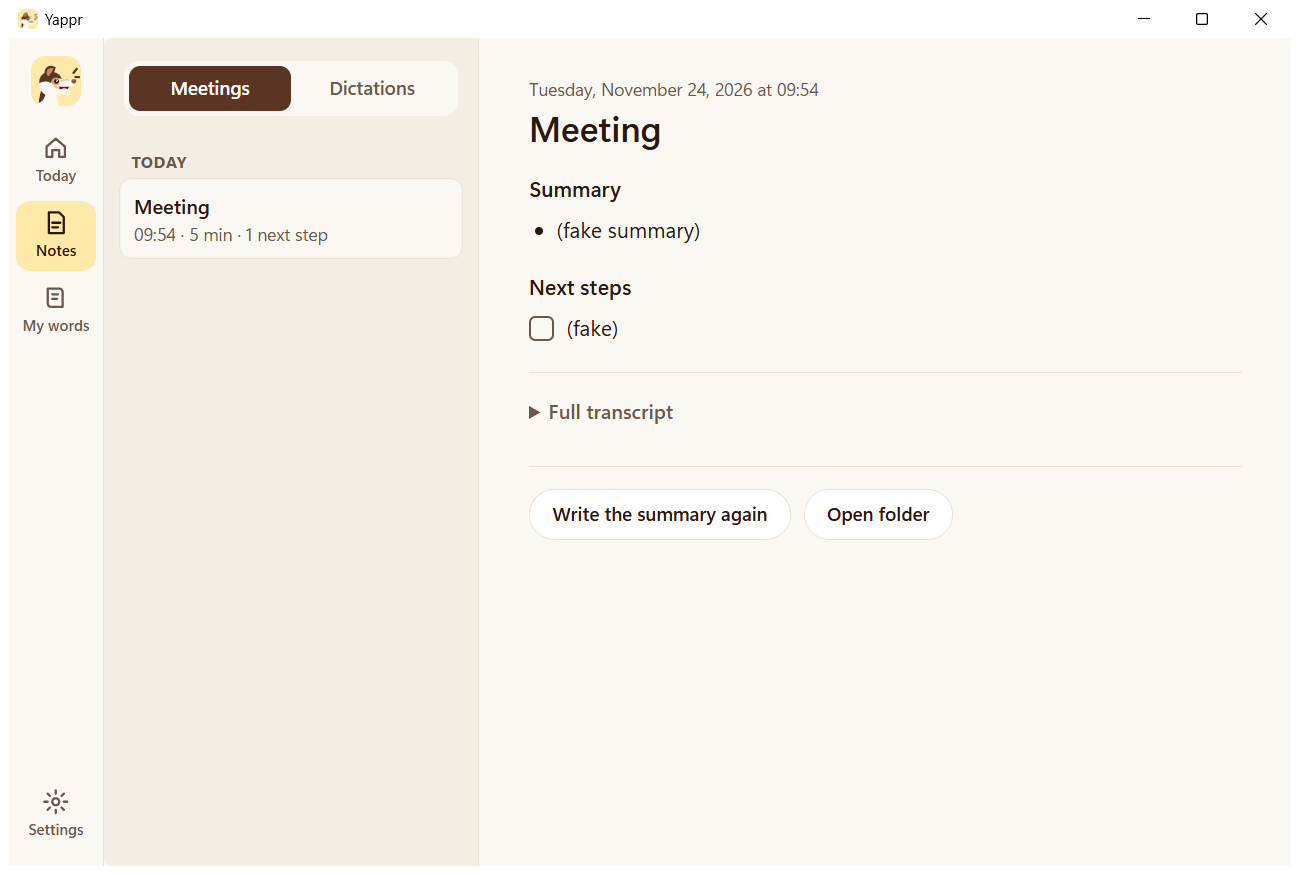 Yappr
Today
Notes
My words
Settings
Meetings
Dictations
TODAY
Meeting
09:54 · 5 min · 1 next step
Tuesday, November 24, 2026 at 09:54
Meeting
Summary
• (fake summary)
Next steps
(fake)
Full transcript
Write the summary again
Open folder